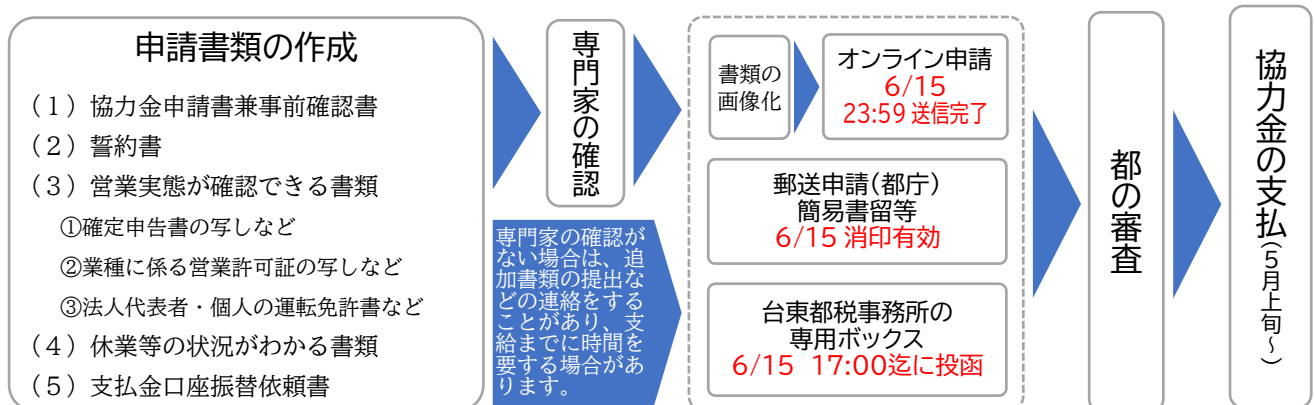 申請書類の作成
（１）協力金申請書兼事前確認書
（２）誓約書
（３）営業実態が確認できる書類
①確定申告書の写しなど
②業種に係る営業許可証の写しなど
③法人代表者・個人の運転免許書など
（４）休業等の状況がわかる書類
（５）支払金口座振替依頼書
専門家の確認
専門家の確認が
ない場合は、追
加書類の提出な
どの連絡をする
ことがあり、支
給までに時間を
要する場合があ
ります。
書類の
画像化
オンライン申請
6/15
23:59 送信完了
郵送申請(都庁)
簡易書留等
6/15 消印有効
台東都税事務所の
専用ボックス
6/15 17:00迄に投函
都の審査
協力金の支払(５月上旬～)